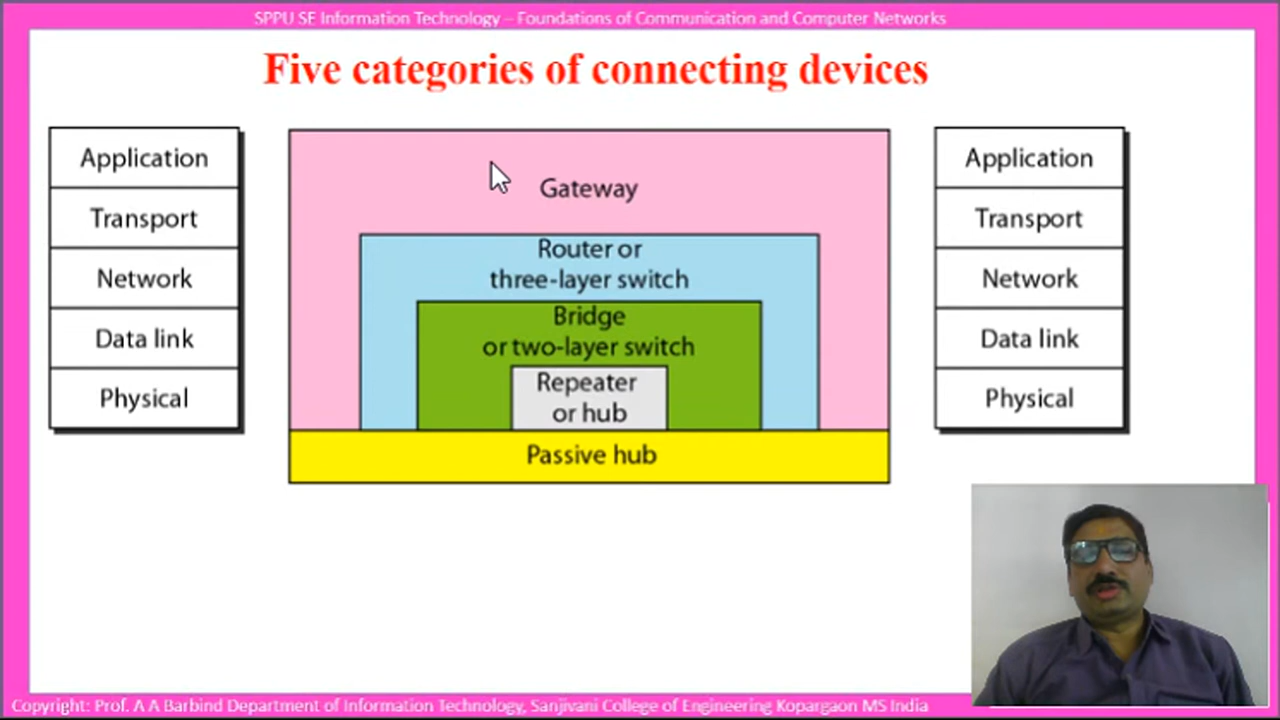 SPPU SE Information Technology – Foundations of Communication and Computer Networks
Five categories of connecting devices
Application
Transport
Network
Data link
Physical
Gateway
Router or
three-layer switch
Bridge
or two-layer switch
Repeater
or hub
Passive hub
Application
Transport
Network
Data link
Physical
Copyright: Prof. A A Barbind Department of Information Technology, Sanjivani College of Engineering Kopargaon MS India